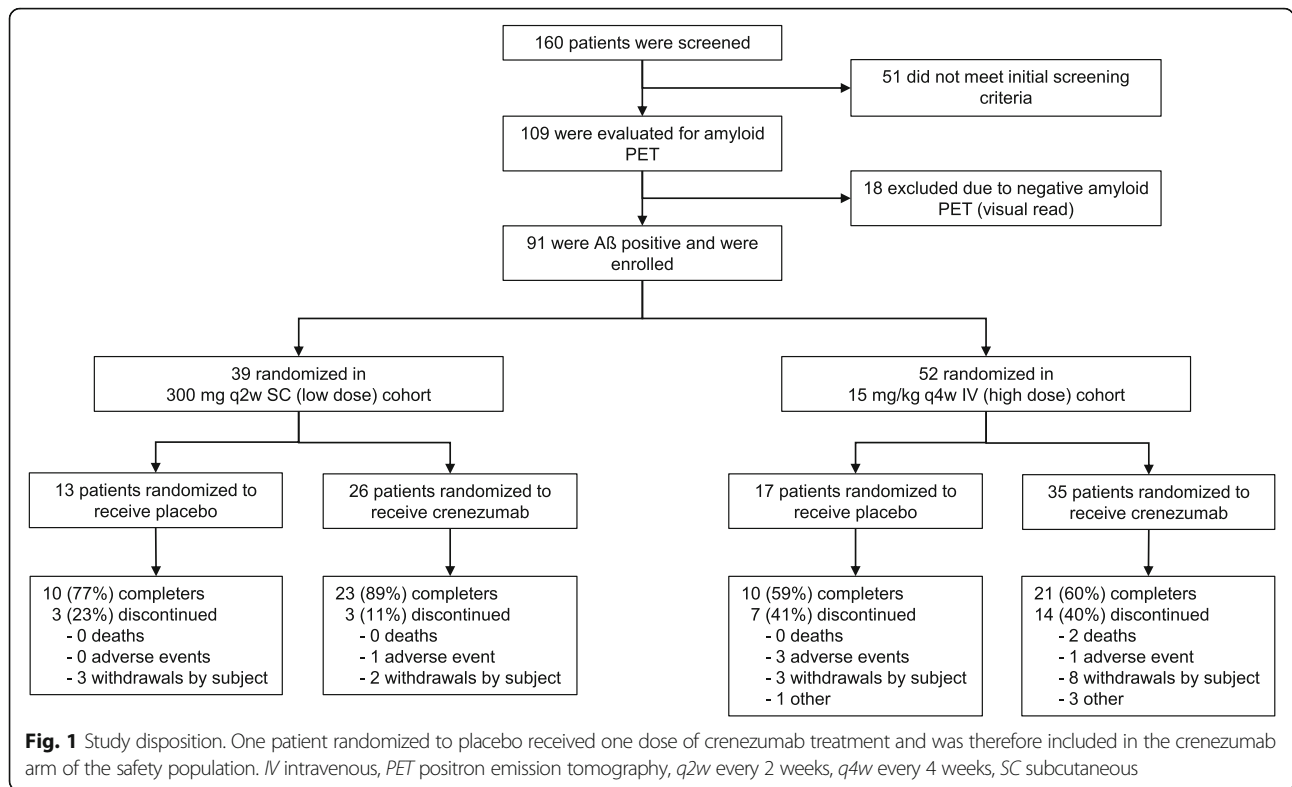 160 patients were screened
51 did not meet initial screening
criteria
109 were evaluated for amyloid
PET
18 excluded due to negative amyloid
PET (visual read)
91 were Aß positive and were
enrolled
39 randomized in
300 mg q2w SC (low dose) cohort
52 randomized in
15 mg/kg q4w IV (high dose) cohort
13 patients randomized to
receive placebo
26 patients randomized to
receive crenezumab
17 patients randomized to
receive placebo
35 patients randomized to
receive crenezumab
10 (77%) completers
3 (23%) discontinued
- 0 deaths
- 0 adverse events
- 3 withdrawals by subject
23 (89%) completers
3 (11%) discontinued
- 0 deaths
- 1 adverse event
- 2 withdrawals by subject
10 (59%) completers
7 (41%) discontinued
- 0 deaths
- 3 adverse events
- 3 withdrawals by subject
- 1 other
21 (60%) completers
14 (40%) discontinued
- 2 deaths
- 1 adverse event
- 8 withdrawals by subject
- 3 other
Fig. 1 Study disposition. One patient randomized to placebo received one dose of crenezumab treatment and was therefore included in the crenezumab
arm of the safety population. IV intravenous, PET positron emission tomography, q2w every 2 weeks, q4w every 4 weeks, SC subcutaneous